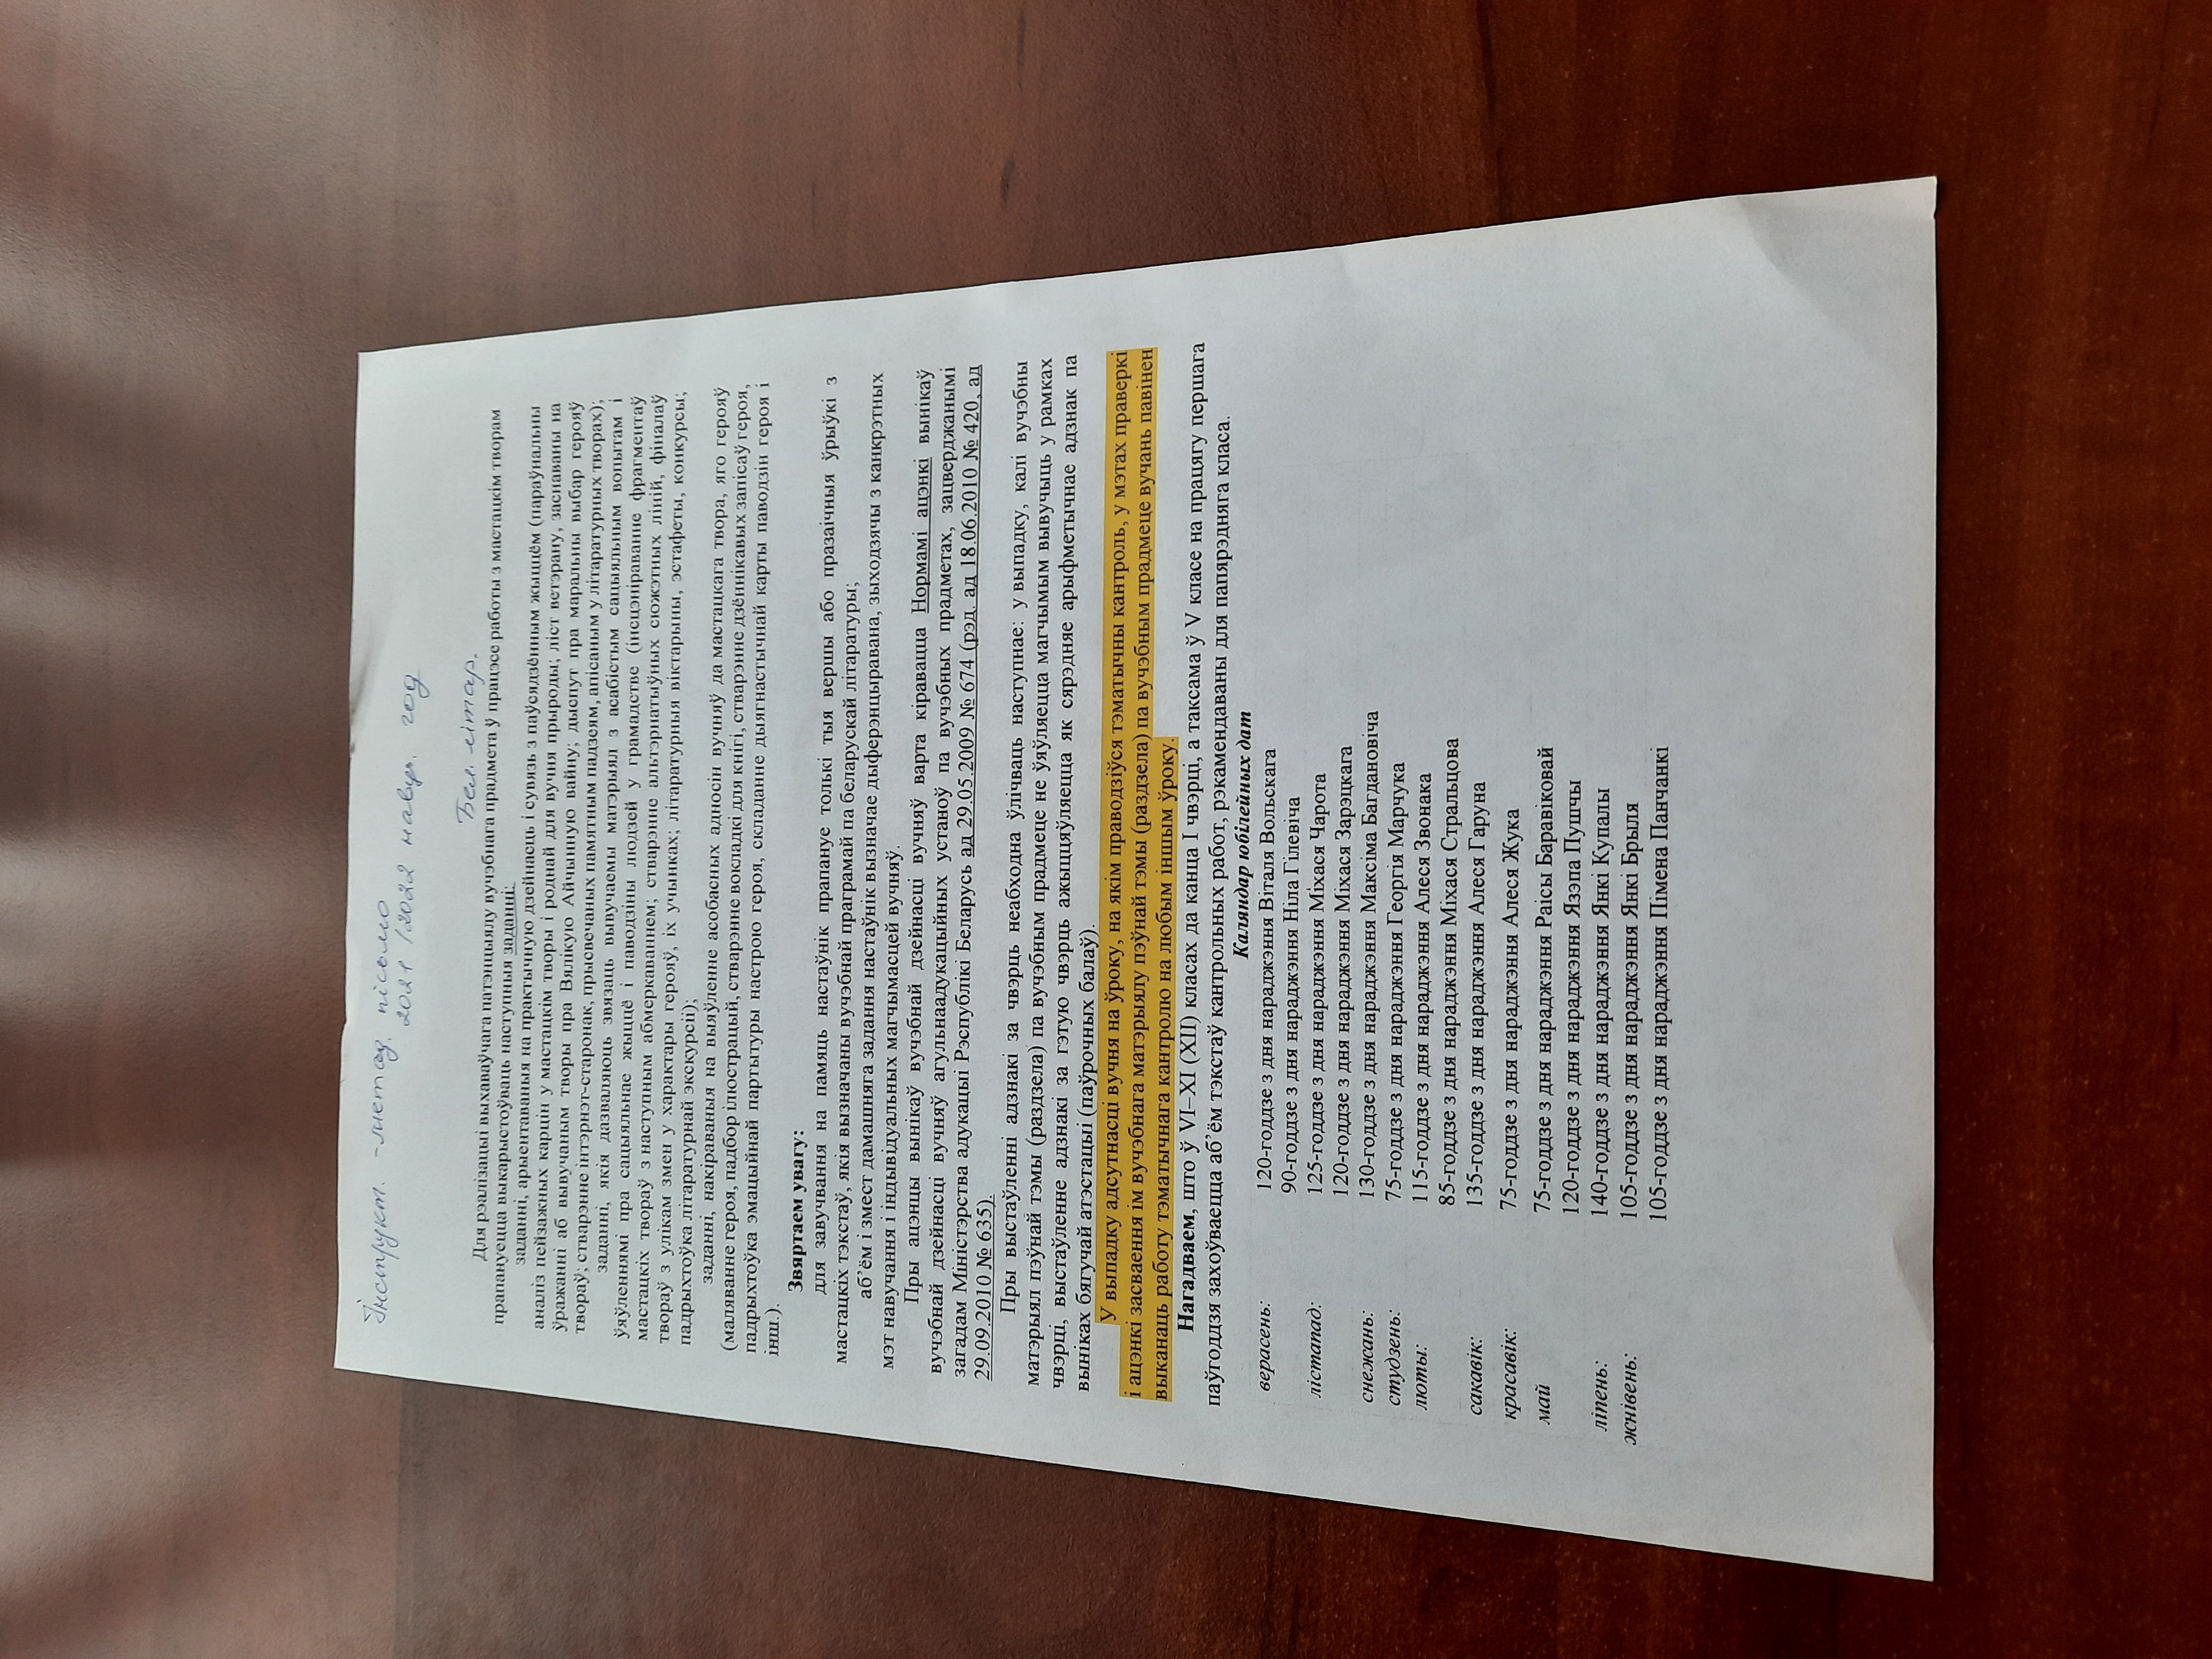 Інструкт. -метад. пісьмо
2021/2022 навуч. год
Бел. літар.
Для рэалізацыі выхаваўчага патэнцыялу вучэбнага прадмета ў працэсе работы з мастацкім творам
прапануецца выкарыстоўваць наступныя заданні:
заданні, арыентаваныя на практычную дзейнасць і сувязь з паўсядзённым жыццём (параўнальны
аналіз пейзажных карцін у мастацкім творы і роднай для вучня прыроды; ліст ветэрану, заснаваны на
ўражанні аб вывучаным творы пра Вялікую Айчынную вайну; дыспут пра маральны выбар герояў
твораў; стварэнне інтэрнэт-старонак, прысвечаных памятным падзеям, апісаным у літаратурных творах);
заданні, якія дазваляюць звязаць вывучаемы матэрыял з асабістым сацыяльным вопытам і
ўяўленнямі пра сацыяльнае жыццё і паводзіны людзей у грамадстве (інсцэніраванне фрагментаў
мастацкіх твораў з наступным абмеркаваннем; стварэнне альтэрнатыўных сюжэтных ліній, фіналаў
твораў з улікам змен у характары герояў, іх учынках; літаратурныя віктарыны, эстафеты, конкурсы;
падрыхтоўка літаратурнай экскурсіі);
заданні, накіраваныя на выяўленне асобасных адносін вучняў да мастацкага твора, яго герояў
(маляванне героя, падбор ілюстрацый, стварэнне вокладкі для кнігі, стварэнне дзённікавых запісаў героя,
падрыхтоўка эмацыйнай партытуры настрою героя, складанне дыягнастычнай карты паводзін героя і
інш.).
Звяртаем увагу:
для завучвання на памяць настаўнік прапануе толькі тыя вершы або празаічныя ўрыўкі з
мастацкіх тэкстаў, якія вызначаны вучэбнай праграмай па беларускай літаратуры;
аб’ём і змест дамашняга задання настаўнік вызначае дыферэнцыравана, зыходзячы з канкрэтных
мэт навучання і індывідуальных магчымасцей вучняў.
Пры ацэнцы вынікаў вучэбнай дзейнасці вучняў варта кіравацца Нормамі ацэнкі вынікаў
вучэбнай дзейнасці вучняў агульнаадукацыйных устаноў па вучэбных прадметах, зацверджанымі
загадам Міністэрства адукацыі Рэспублікі Беларусь ад 29.05.2009 № 674 (рэд. ад 18.06.2010 № 420, ад
29.09.2010 № 635).
Пры выстаўленні адзнакі за чвэрць неабходна ўлічваць наступнае: у выпадку, калі вучэбны
матэрыял пэўнай тэмы (раздзела) па вучэбным прадмеце не ўяўляецца магчымым вывучыць у рамках
чвэрці, выстаўленне адзнакі за гэтую чвэрць ажыццяўляецца як сярэдняе арыфметычнае адзнак па
выніках бягучай атэстацыі (паўрочных балаў).
У выпадку адсутнасці вучня на ўроку, на якім праводзіўся тэматычны кантроль, у мэтах праверкі
і ацэнкі засваення ім вучэбнага матэрыялу пэўнай тэмы (раздзела) па вучэбным прадмеце вучань павінен
выканаць работу тэматычнага кантролю на любым іншым ўроку.
Нагадваем, што ў VI–XI (XII) класах да канца I чвэрці, а таксама ў V класе на працягу першага
паўгоддзя захоўваецца аб’ём тэкстаў кантрольных работ, рэкамендаваны для папярэдняга класа.
Каляндар юбілейных дат
верасень: 120-годдзе з дня нараджэння Віталя Вольскага
90-годдзе з дня нараджэння Ніла Гілевіча
лістапад: 125-годдзе з дня нараджэння Міхася Чарота
120-годдзе з дня нараджэння Міхася Зарэцкага
снежань: 130-годдзе з дня нараджэння Максіма Багдановіча
студзень: 75-годдзе з дня нараджэння Георгія Марчука
люты: 115-годдзе з дня нараджэння Алеся Звонака
85-годдзе з дня нараджэння Міхася Стральцова
сакавік: 135-годдзе з дня нараджэння Алеся Гаруна
красавік: 75-годдзе з дня нараджэння Алеся Жука
май 75-годдзе з дня нараджэння Раісы Баравіковай
120-годдзе з дня нараджэння Язэпа Пушчы
ліпень: 140-годдзе з дня нараджэння Янкі Купалы
жнівень: 105-годдзе з дня нараджэння Янкі Брыля
105-годдзе з дня нараджэння Пімена Панчанкі